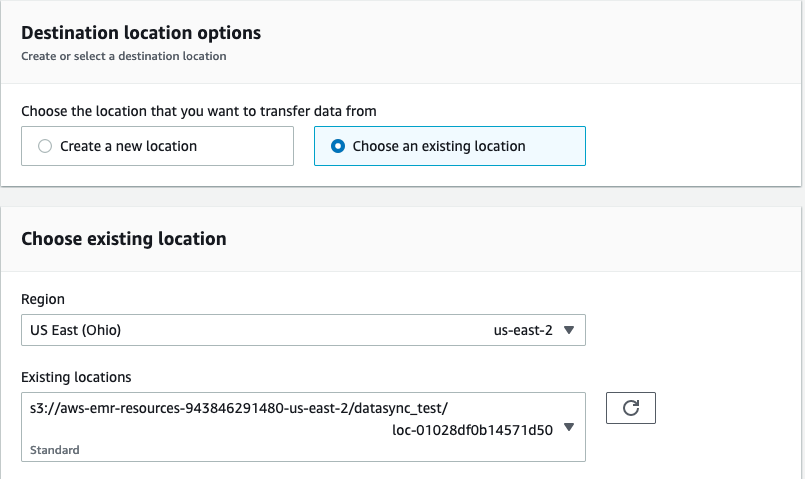 Destination location options
Create or select a destination location
Choose the location that you want to transfer data from
Create a new location
Choose an existing location
Choose existing location
Region
US East (Ohio) us-east-2
Existing locations
s3://aws-emr-resources-943846291480-us-east-2/datasync_test/
loc-01028df0b14571d50
Standard